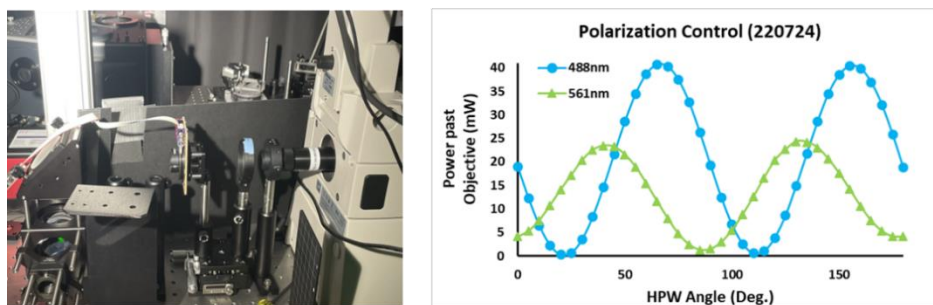 Polarization Control (220724)
488nm
561nm
Power past
Objective (mW)
40
35
30
25
20
15
10
5
0
0
50
100
150
HPW Angle (Deg.)